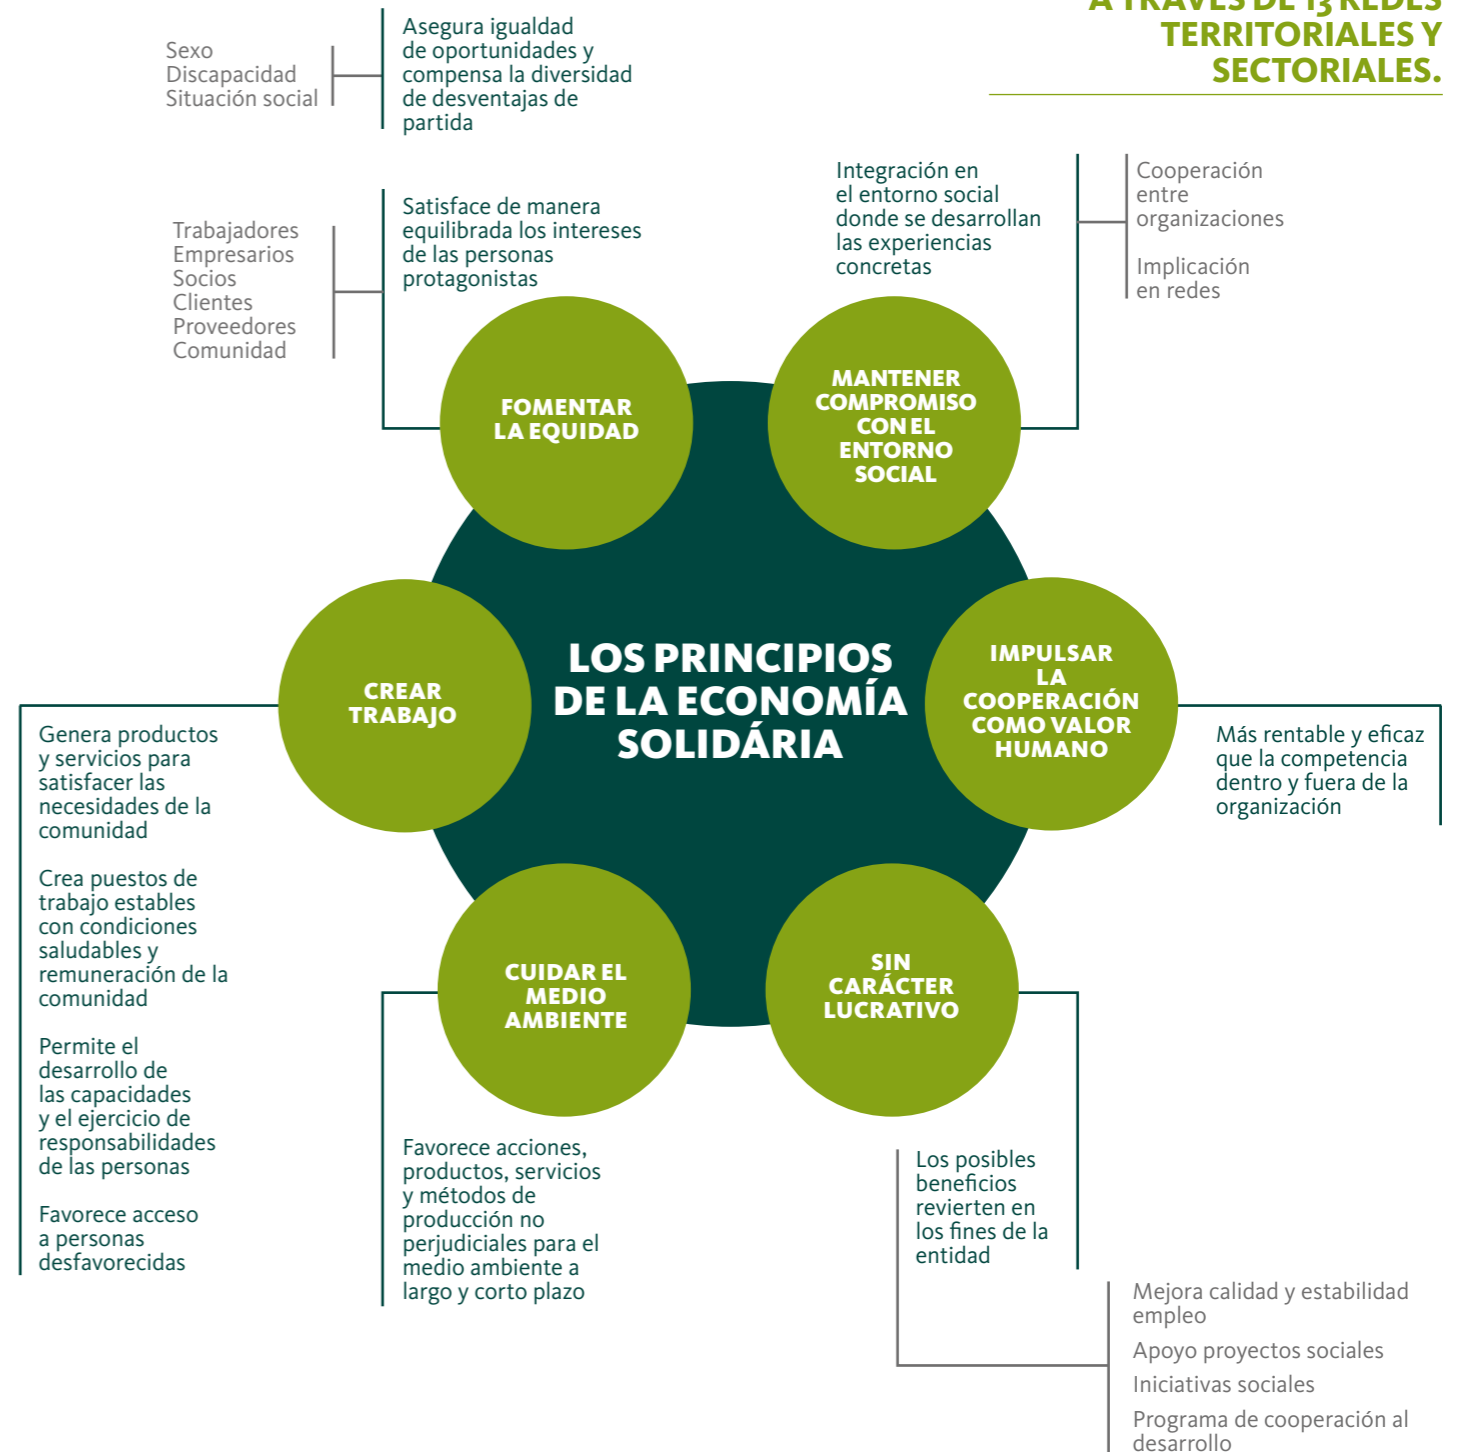 A TRAVÉS DE 13 REDES
TERRITORIALES Y
SECTORIALES.
Sexo
Discapacidad
Situación social
Asegura igualdad
de oportunidades y
compensa la diversidad
de desventajas de
partida
Trabajadores
Empresarios
Socios
Clientes
Proveedores
Comunidad
Satisface de manera
equilibrada los intereses
de las personas
protagonistas
Integración en
el entorno social
donde se desarrollan
las experiencias
concretas
Cooperación
entre
organizaciones
Implicación
en redes
FOMENTAR
LA EQUIDAD
MANTENER
COMPROMISO
CON EL
ENTORNO
SOCIAL
CREAR
TRABAJO
LOS PRINCIPIOS
DE LA ECONOMÍA
SOLIDÁRIA
IMPULSAR
LA
COOPERACIÓN
COMO VALOR
HUMANO
Genera productos
y servicios para
satisfacer las
necesidades de la
comunidad
Crea puestos de
trabajo estables
con condiciones
saludables y
remuneración de la
comunidad
Permite el
desarrollo de
las capacidades
y el ejercicio de
responsabilidades
de las personas
Favorece acceso
a personas
desfavorecidas
Más rentable y eficaz
que la competencia
dentro y fuera de la
organización
CUIDAR EL
MEDIO
AMBIENTE
SIN
CARÁCTER
LUCRATIVO
Favorece acciones,
productos, servicios
y métodos de
producción no
perjudiciales para el
medio ambiente a
largo y corto plazo
Los posibles
beneficios
revierten en
los fines de la
entidad
Mejora calidad y estabilidad
empleo
Apoyo proyectos sociales
Iniciativas sociales
Programa de cooperación al
desarrollo